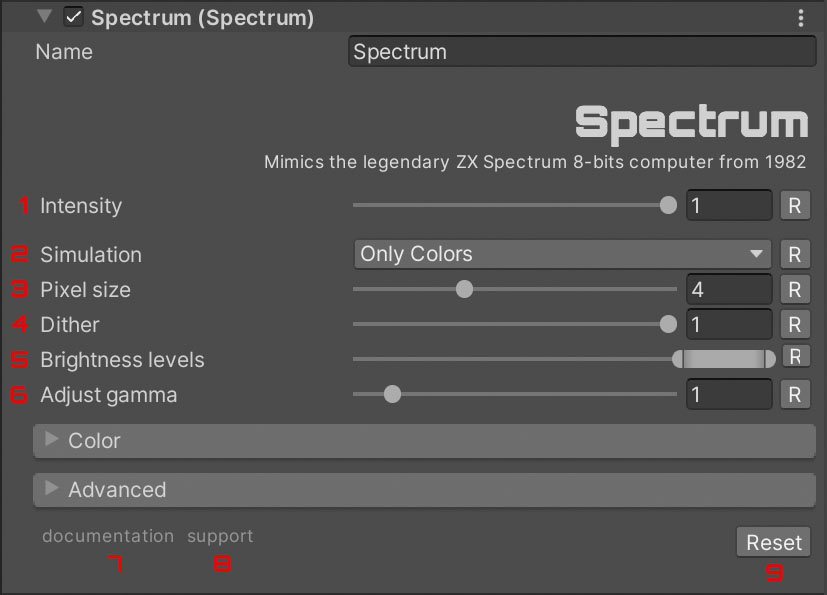 Spectrum (Spectrum)
Name Spectrum
Spectrum
Mimics the legendary ZX Spectrum 8-bits computer from 1982
1 Intensity 1 R
2 Simulation Only Colors R
3 Pixel size 4 R
4 Dither 1 R
5 Brightness levels R
6 Adjust gamma 1 R
Color
Advanced
documentation support Reset
7 8 9